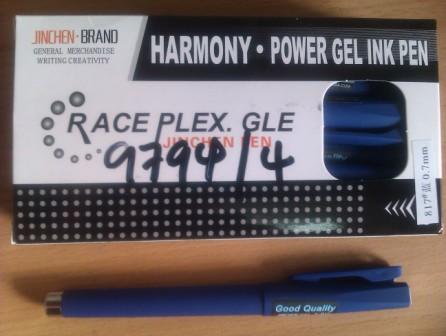 JINCHEN·BRAND
GENERAL MERCHANDISE
WRITING CREATIVITY
HARMONY · POWER GEL INK PEN
RACE PLEX. GLE
JINCHEN PEN
9794/4
817# 蓝 0.7mm
Good Quality